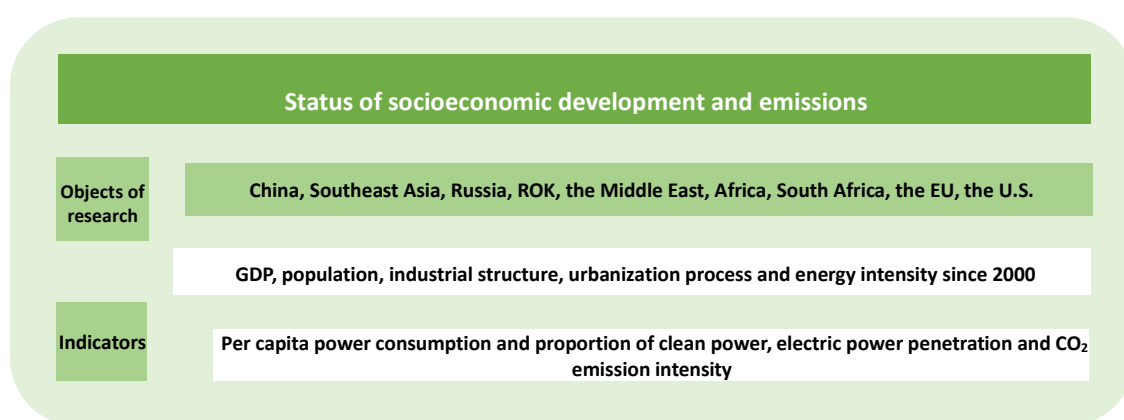 Status of socioeconomic development and emissions
Objects of
research
China, Southeast Asia, Russia, ROK, the Middle East, Africa, South Africa, the EU, the U.S.
GDP, population, industrial structure, urbanization process and energy intensity since 2000
Indicators
Per capita power consumption and proportion of clean power, electric power penetration and CO₂
emission intensity